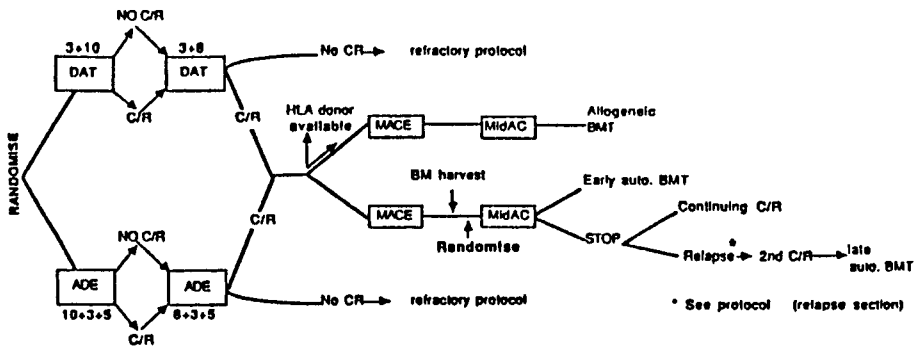 RANDOMISE
NO C/R
3+10
DAT
C/R
3+8
DAT
No CR
refractory protocol
C/R
HLA donor
available
MACE
MidAC
Allogeneic
BMT
BM harvest
MACE
MidAC
Randomise
Early auto. BMT
STOP
Continuing C/R
Relapse*
2nd C/R
late
auto. BMT
C/R
NO C/R
ADE
10+3+5
C/R
ADE
8+3+5
No CR
refractory protocol
* See protocol (relapse section)